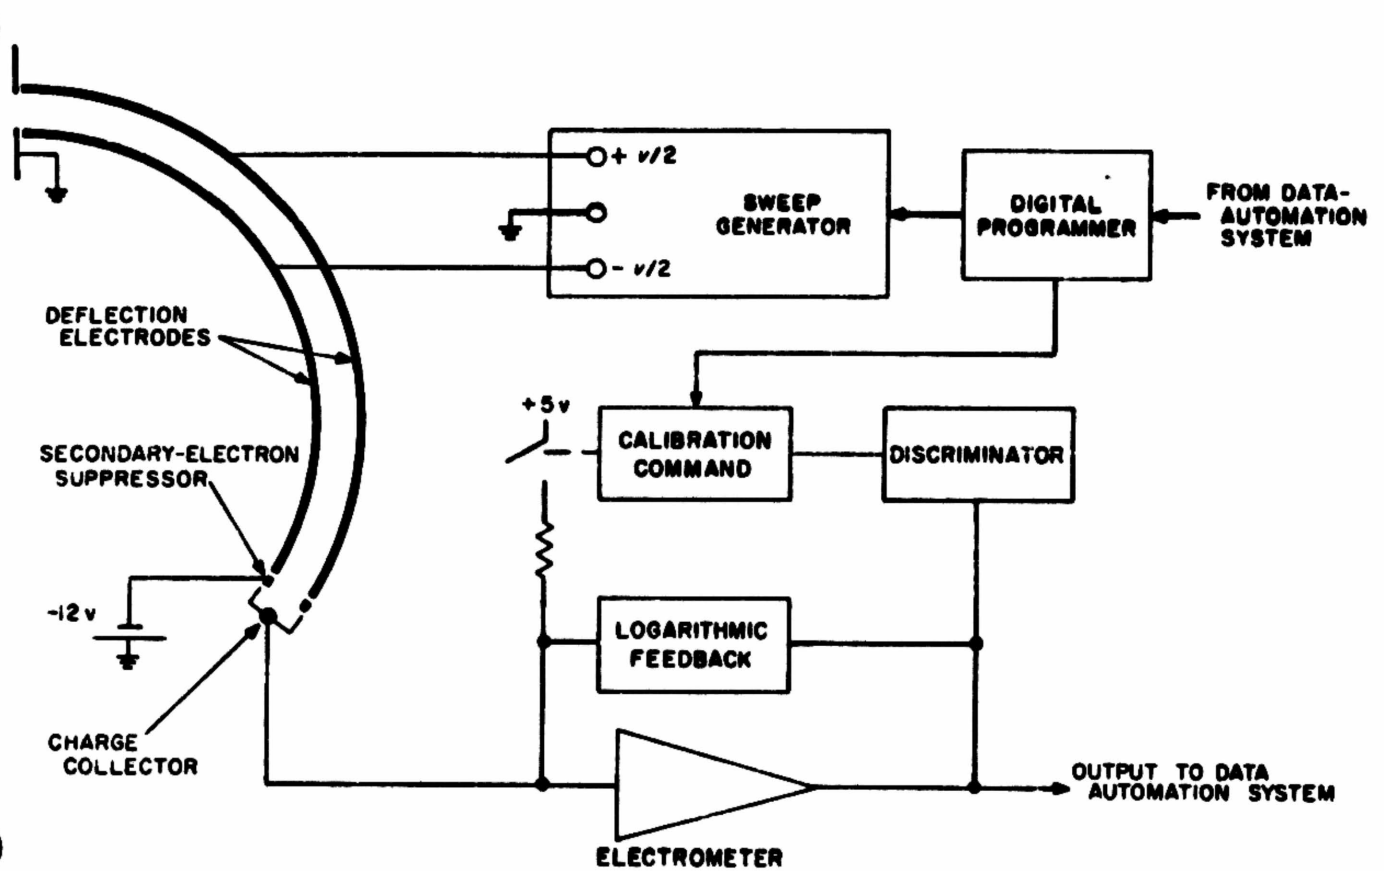 + v/2
SWEEP
GENERATOR
- v/2
DIGITAL
PROGRAMMER
FROM DATA-
AUTOMATION
SYSTEM
DEFLECTION
ELECTRODES
+5v
CALIBRATION
COMMAND
DISCRIMINATOR
SECONDARY-ELECTRON
SUPPRESSOR
-12 v
LOGARITHMIC
FEEDBACK
CHARGE
COLLECTOR
OUTPUT TO DATA
AUTOMATION SYSTEM
ELECTROMETER